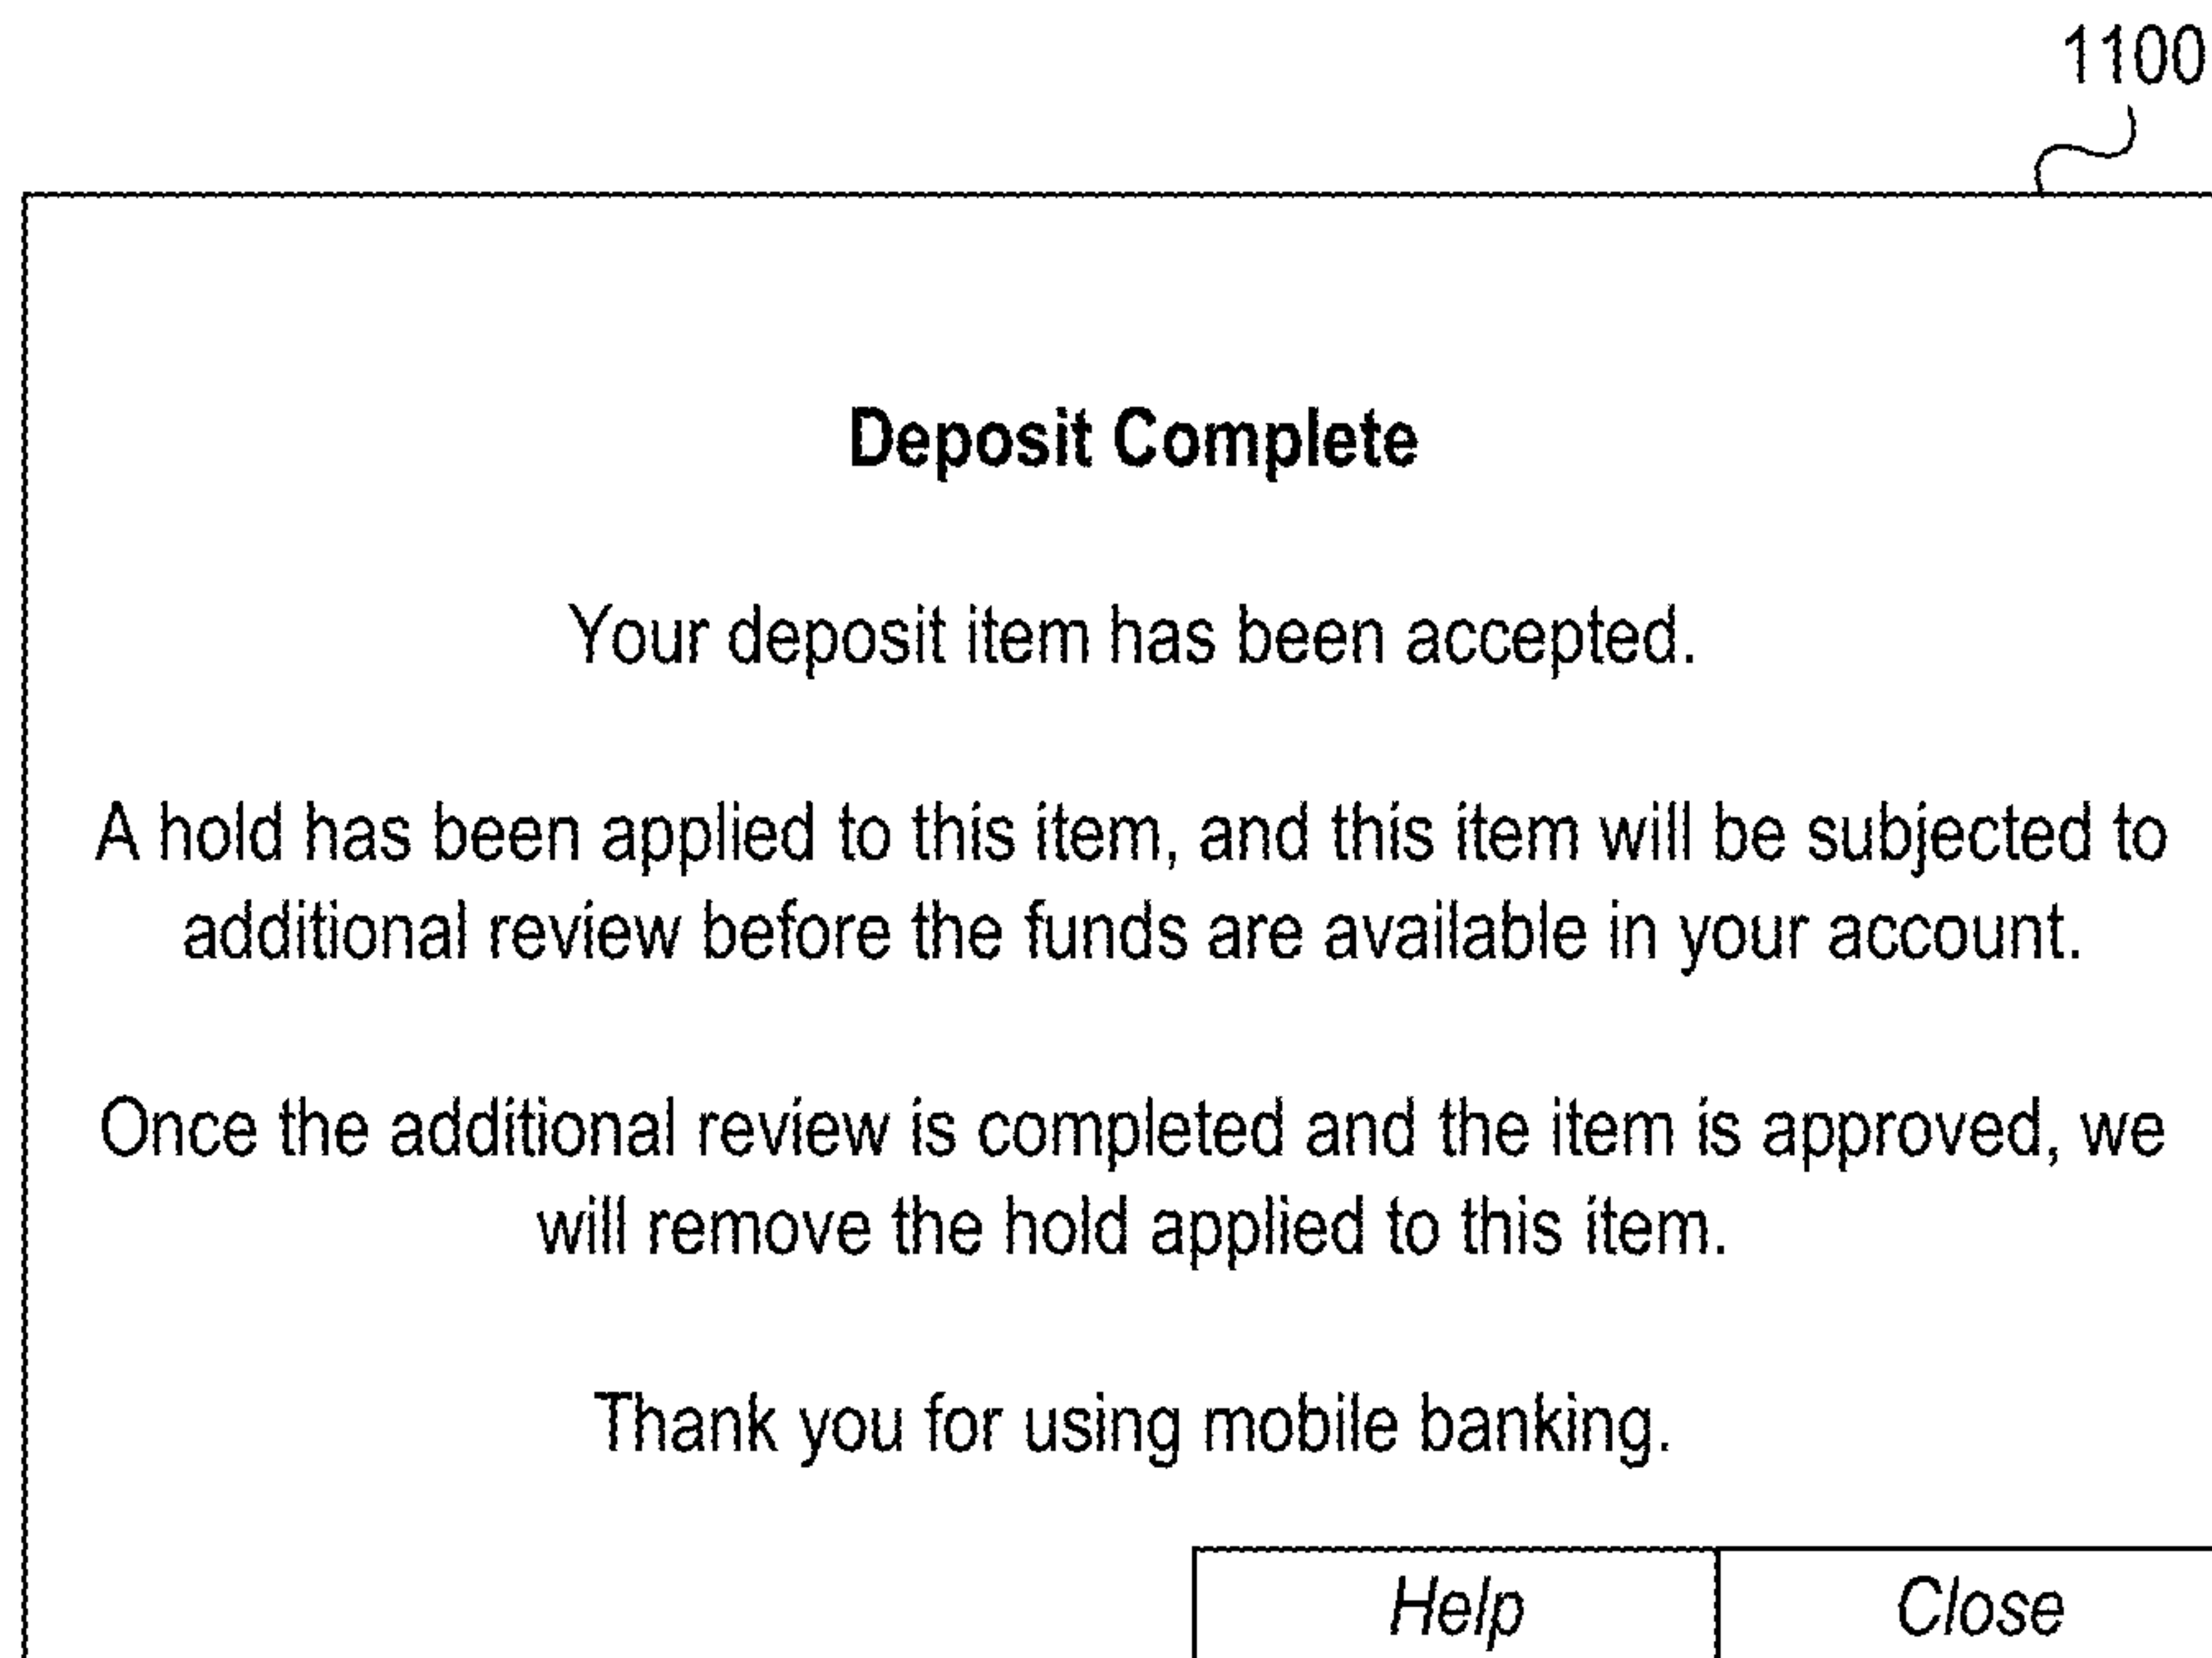 1100
Deposit Complete
Your deposit item has been accepted.
A hold has been applied to this item, and this item will be subjected to
additional review before the funds are available in your account.
Once the additional review is completed and the item is approved, we
will remove the hold applied to this item.
Thank you for using mobile banking.
Help Close